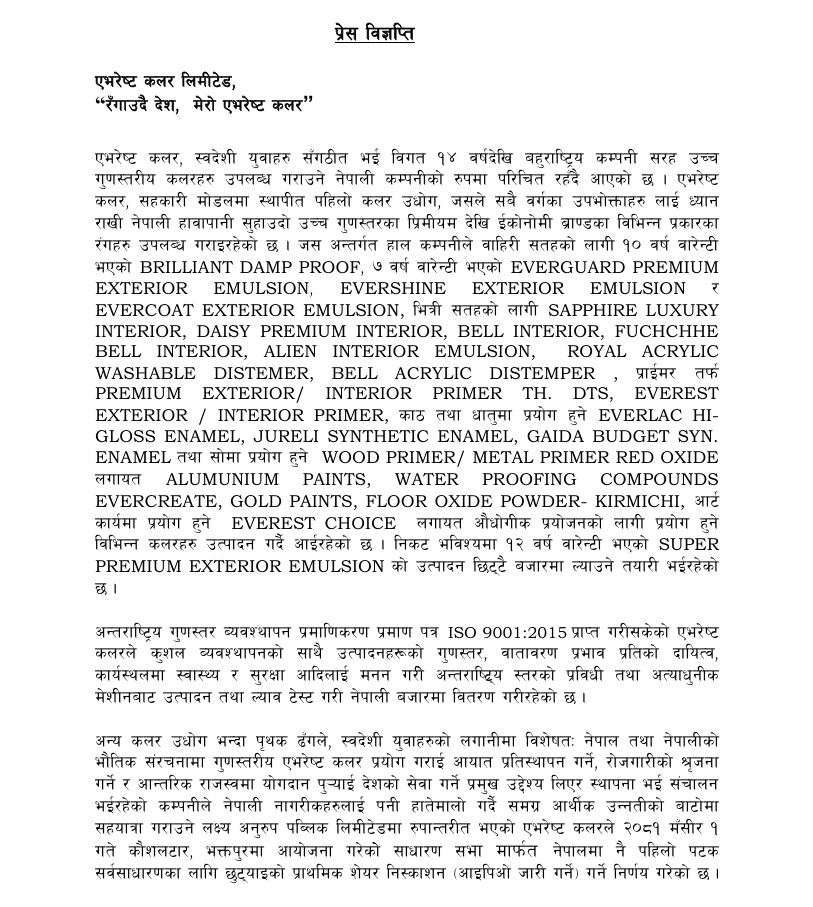 प्रेस विज्ञप्ति
एभरेष्ट कलर लिमीटेड,
“रँगाउदै देश,  मेरो एभरेष्ट कलर”
एभरेष्ट कलर, स्वदेशी युवाहरु सँगठीत भई विगत १४ वर्षदेखि बहुराष्ट्रिय कम्पनी सरह उच्च
गुणस्तरीय कलरहरु उपलब्ध गराउने नेपाली कम्पनीको रुपमा परिचित रहँदै आएको छ । एभरेष्ट
कलर, सहकारी मोडलमा स्थापीत पहिलो कलर उधोग, जसले सबै वर्गका उपभोक्ताहरु लाई ध्यान
राखी नेपाली हावापानी सुहाउदो उच्च गुणस्तरका प्रिमीयम देखि ईकोनोमी ब्राण्डका विभिन्न प्रकारका
रंगहरु उपलब्ध गराइरहेको छ । जस अन्तर्गत हाल कम्पनीले वाहिरी सतहको लागी १० वर्ष वारेन्टी
भएको BRILLIANT DAMP PROOF, ७ वर्ष वारेन्टी भएको EVERGUARD PREMIUM
EXTERIOR EMULSION, EVERSHINE EXTERIOR EMULSION र
EVERCOAT EXTERIOR EMULSION, भित्री सतहको लागी SAPPHIRE LUXURY
INTERIOR, DAISY PREMIUM INTERIOR, BELL INTERIOR, FUCHCHHE
BELL INTERIOR, ALIEN INTERIOR EMULSION,  ROYAL ACRYLIC
WASHABLE DISTEMER, BELL ACRYLIC DISTEMPER , प्राईमर तर्फ
PREMIUM EXTERIOR/ INTERIOR PRIMER TH. DTS, EVEREST
EXTERIOR / INTERIOR PRIMER, काठ तथा धातुमा प्रयोग हुने EVERLAC HI-
GLOSS ENAMEL, JURELI SYNTHETIC ENAMEL, GAIDA BUDGET SYN.
ENAMEL तथा सोमा प्रयोग हुने  WOOD PRIMER/ METAL PRIMER RED OXIDE
लगायत ALUMUNIUM PAINTS, WATER PROOFING COMPOUNDS
EVERCREATE, GOLD PAINTS, FLOOR OXIDE POWDER- KIRMICHI, आर्ट
कार्यमा प्रयोग हुने  EVEREST CHOICE  लगायत औधोगीक प्रयोजनको लागी प्रयोग हुने
विभिन्न कलरहरु उत्पादन गर्दै आईरहेको छ । निकट भविश्यमा १२ वर्ष वारेन्टी भएको SUPER
PREMIUM EXTERIOR EMULSION को उत्पादन छिट्टै बजारमा ल्याउने तयारी भईरहेको
छ ।
अन्तराष्ट्रिय गुणस्तर ब्यवश्थापन प्रमाणिकरण प्रमाण पत्र ISO 9001:2015 प्राप्त गरीसकेको एभरेष्ट
कलरले कुशल ब्यवश्थापनको साथै उत्पादनहरूको गुणस्तर, वातावरण प्रभाव प्रतिको दायित्व,
कार्यस्थलमा स्वास्थ्य र सुरक्षा आदिलाई मनन गरी अन्तराष्ट्रिय स्तरको प्रविधी तथा अत्याधुनीक
मेशीनबाट उत्पादन तथा ल्याव टेस्ट गरी नेपाली बजारमा वितरण गरीरहेको छ ।
अन्य कलर उधोग भन्दा पृथक ढँगले, स्वदेशी युवाहरुको लगानीमा विशेषतः नेपाल तथा नेपालीको
भौतिक संरचनामा गुणस्तरीय एभरेष्ट कलर प्रयोग गराई आयात प्रतिस्थापन गर्ने, रोजगारीको श्रृजना
गर्ने र आन्तरिक राजस्वमा योगदान पुऱ्याई देशको सेवा गर्ने प्रमुख उद्देश्य लिएर स्थापना भई संचालन
भईरहेको कम्पनीले नेपाली नागरीकहरुलाई पनी हातेमालो गर्दै समग्र आर्थीक उन्नतीको बाटोमा
सहयात्रा गराउने लक्ष्य अनुरुप पब्लिक लिमीटेडमा रुपान्तरीत भएको एभरेष्ट कलरले २०८१ मँसीर १
गते कौशलटार, भक्तपुरमा आयोजना गरेको साधारण सभा मार्फत नेपालमा नै पहिलो पटक
सर्वसाधारणका लागि छुट्याइको प्राथमिक शेयर निस्काशन (आइपिओ जारी गर्ने) गर्ने निर्णय गरेको छ ।